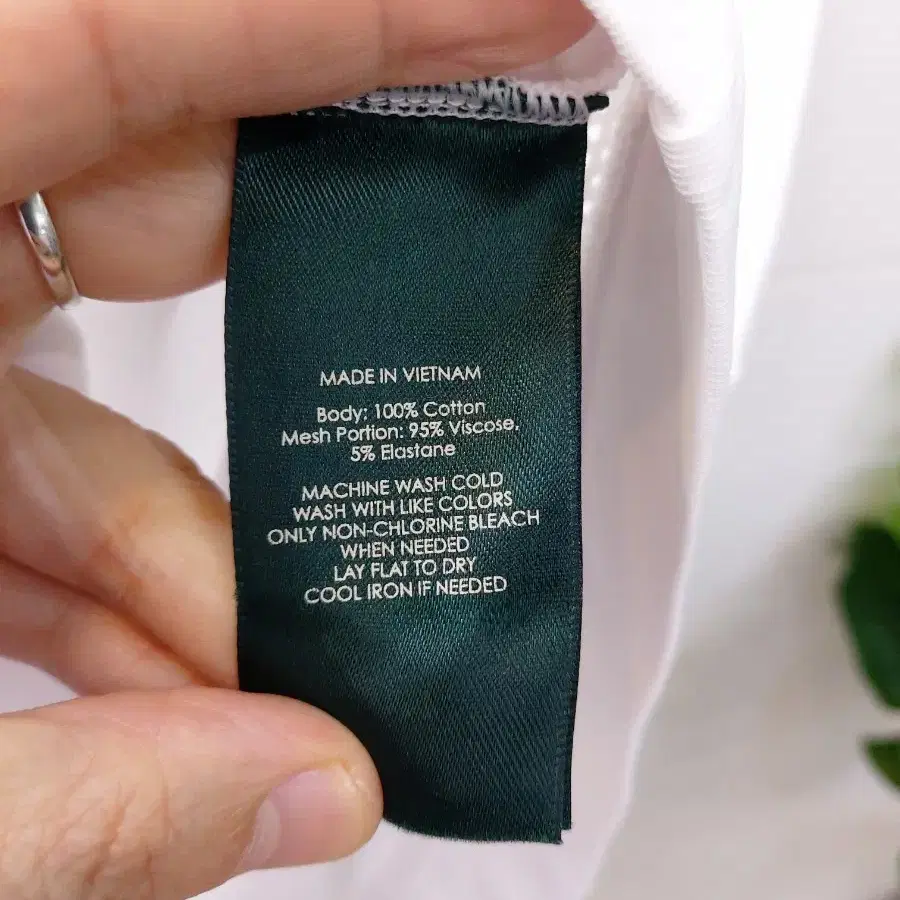 MADE IN VIETNAM
Body: 100% Cotton
Mesh Portion: 95% Viscose.
5% Elastane
MACHINE WASH COLD
WASH WITH LIKE COLORS
ONLY NON-CHLORINE BLEACH
WHEN NEEDED
LAY FLAT TO DRY
COOL IRON IF NEEDED